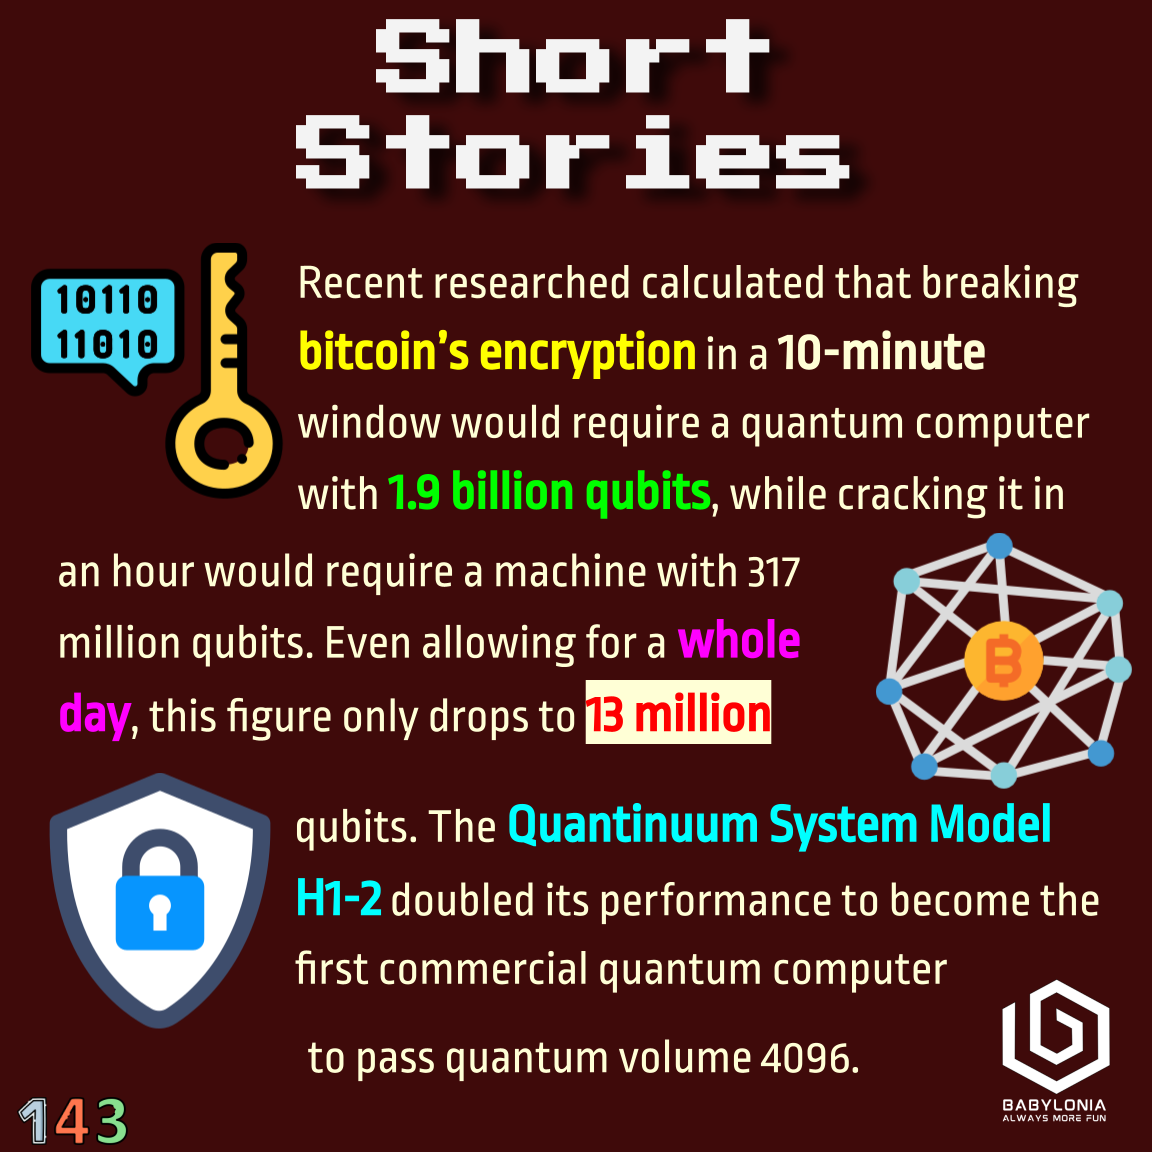 Short
Stories
10110
11010
Recent researched calculated that breaking
bitcoin’s encryption in a 10-minute
window would require a quantum computer
with 1.9 billion qubits, while cracking it in
an hour would require a machine with 317
million qubits. Even allowing for a whole
day, this figure only drops to 13 million
qubits. The Quantinuum System Model
H1-2 doubled its performance to become the
first commercial quantum computer
to pass quantum volume 4096.
BABYLONIA
ALWAYS MORE FUN
143